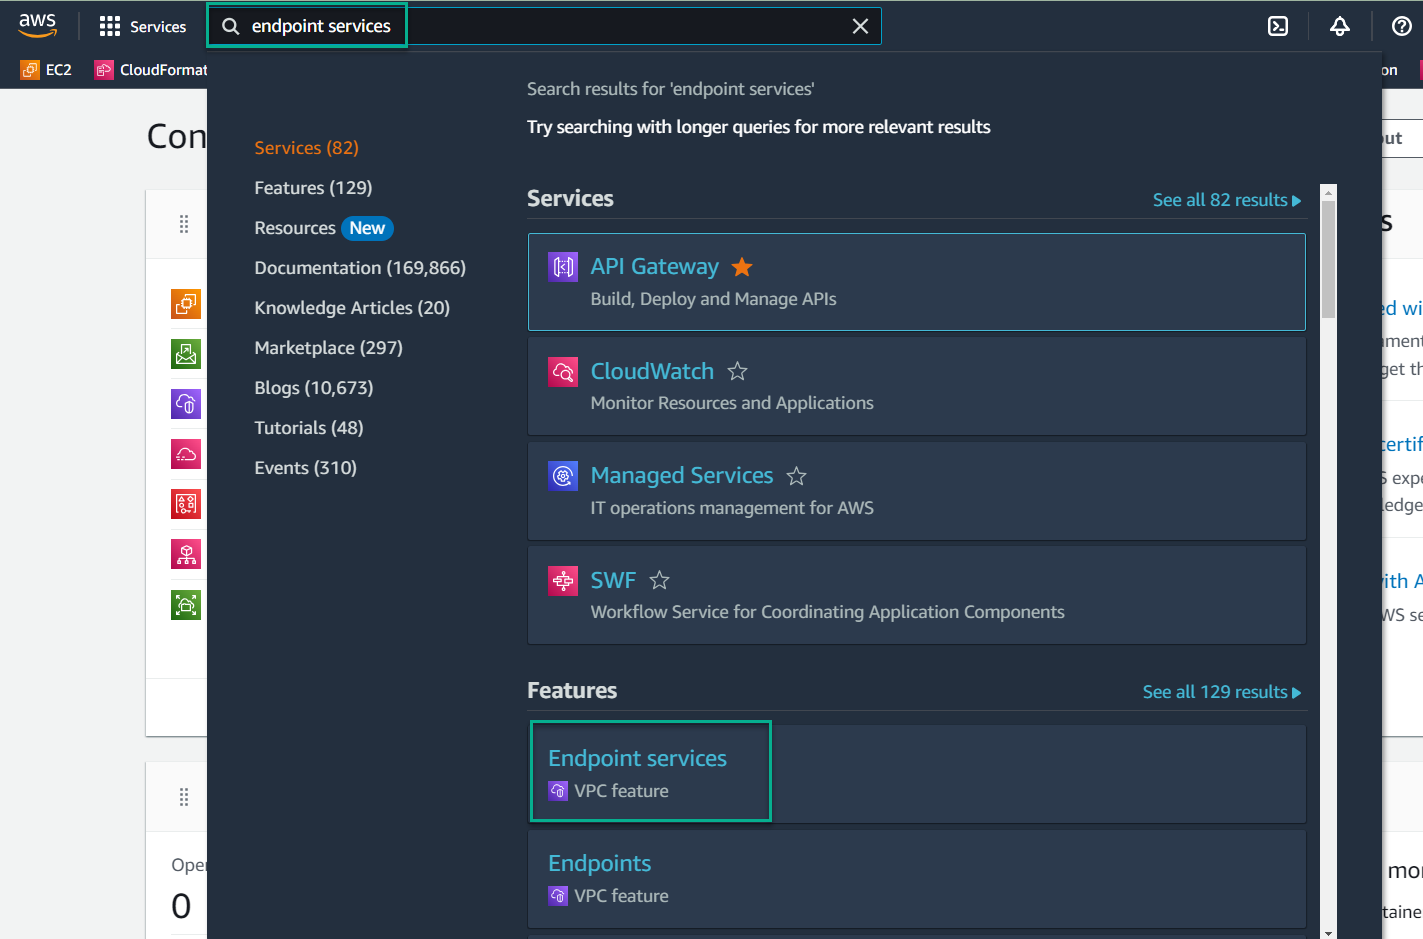 aws
Services
endpoint services
EC2
CloudFormat
on
Search results for 'endpoint services'
Try searching with longer queries for more relevant results
Con
out
Services (82)
Features (129)
Resources New
Documentation (169,866)
Knowledge Articles (20)
Marketplace (297)
Blogs (10,673)
Tutorials (48)
Events (310)
Services
See all 82 results
API Gateway
Build, Deploy and Manage APIs
CloudWatch
Monitor Resources and Applications
Managed Services
IT operations management for AWS
SWF
Workflow Service for Coordinating Application Components
Features
See all 129 results
Endpoint services
VPC feature
Endpoints
VPC feature
s
ed wi
ment
get th
certif
S expe
ledge
with A
WS se
Oper
0
mor
taine